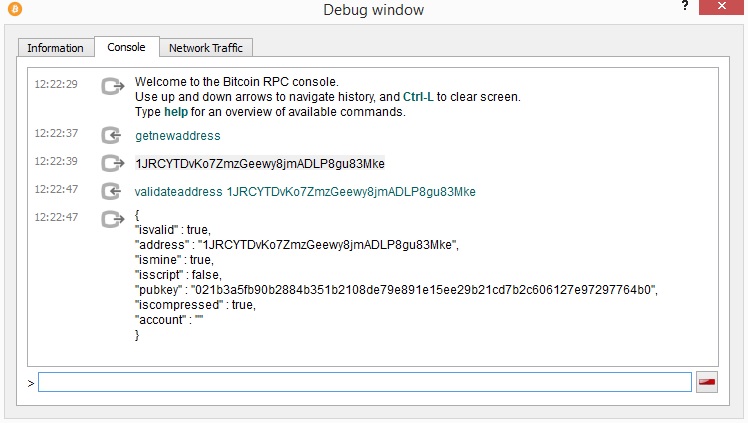 Debug window
?
x
Information Console Network Traffic
12:22:29 Welcome to the Bitcoin RPC console.
Use up and down arrows to navigate history, and Ctrl-L to clear screen.
Type help for an overview of available commands.
12:22:37 getnewaddress
12:22:39 1JRCYTDvKo7ZmzGeewy8jmADLP8gu83Mke
12:22:47 validateaddress 1JRCYTDvKo7ZmzGeewy8jmADLP8gu83Mke
12:22:47 {
"isvalid" : true,
"address" : "1JRCYTDvKo7ZmzGeewy8jmADLP8gu83Mke",
"ismine" : true,
"isscript" : false,
"pubkey" : "021b3a5fb90b2884b351b2108de79e891e15ee29b21cd7b2c606127e97297764b0",
"iscompressed" : true,
"account" : ""
}
>